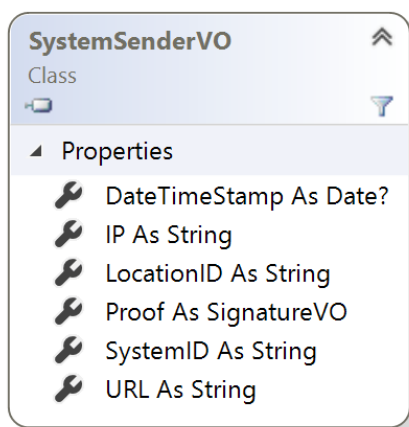 SystemSenderVO
Class
Properties
DateTimeStamp As Date?
IP As String
LocationID As String
Proof As SignatureVO
SystemID As String
URL As String